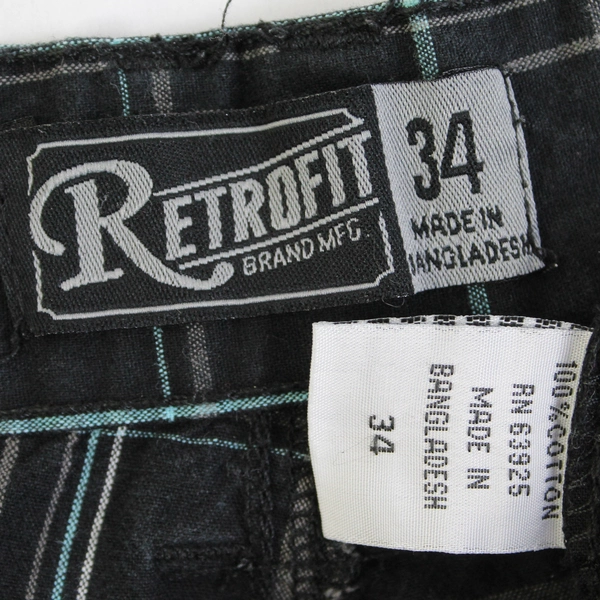 RETROFIT
BRAND MFG.
34
MADE IN
BANGLADESH
100% COTTON
RN 63925
MADE IN
BANGLADESH
34